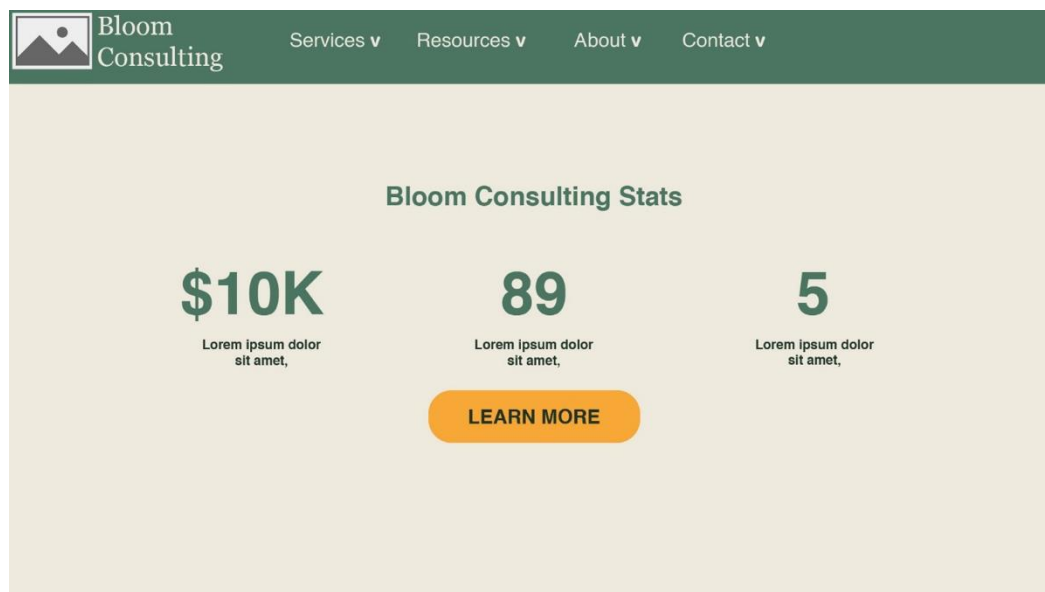 Bloom
Consulting
Services v
Resources v
About v
Contact v
Bloom Consulting Stats
$10K
89
5
Lorem ipsum dolor
sit amet,
Lorem ipsum dolor
sit amet,
Lorem ipsum dolor
sit amet,
LEARN MORE